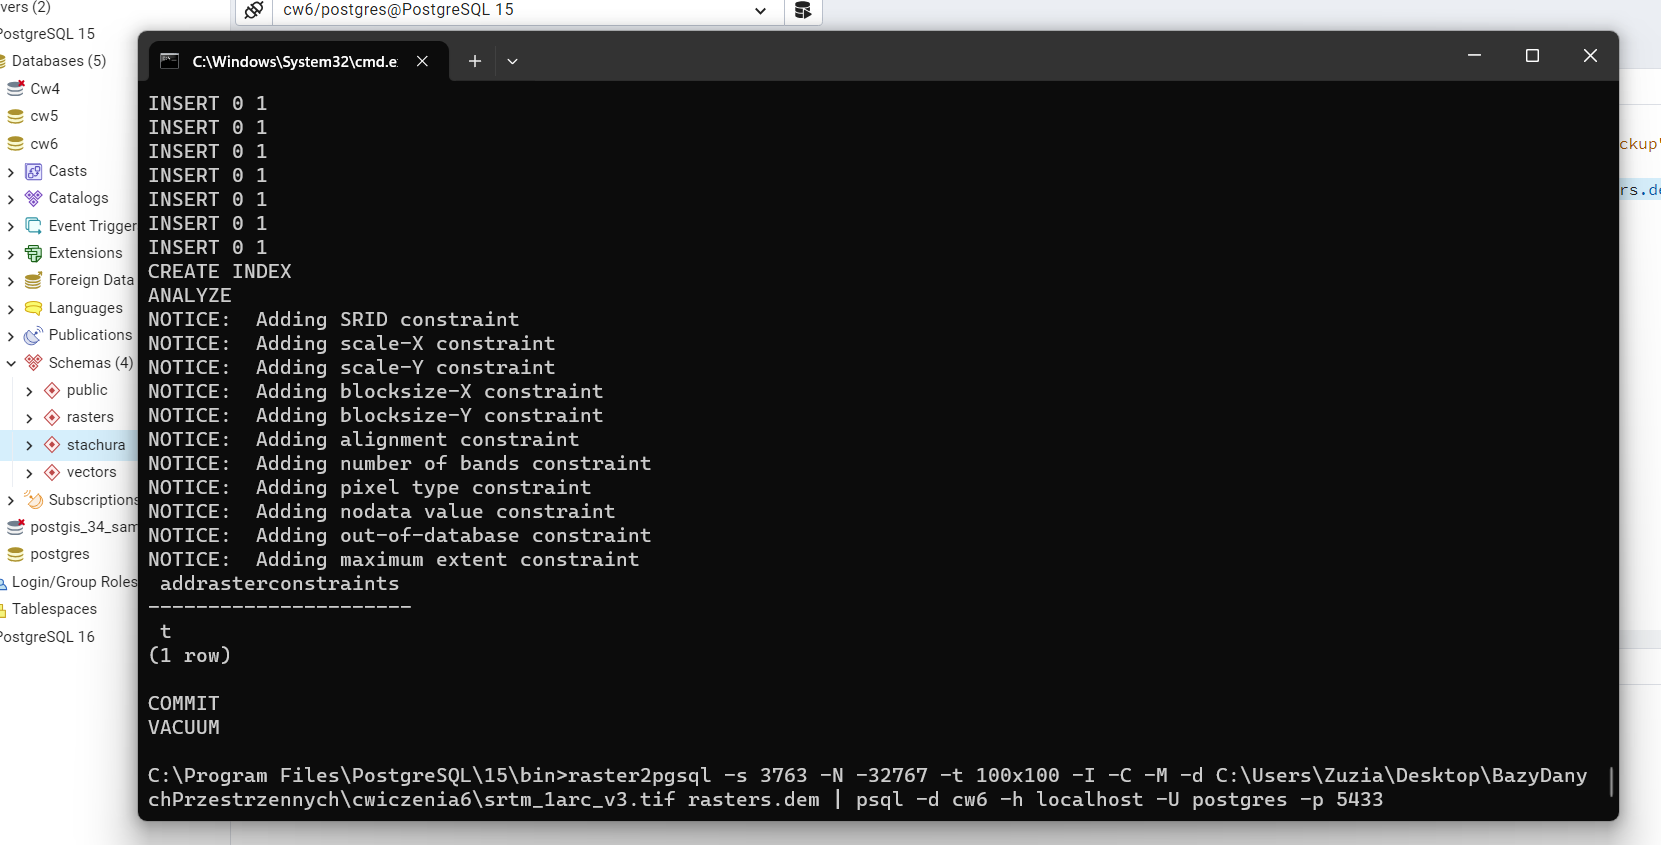 vers (2)
PostgreSQL 15
Databases (5)
Cw4
cw5
cw6
Casts
Catalogs
Event Trigger
Extensions
Foreign Data
Languages
Publications
Schemas (4)
public
rasters
stachura
vectors
Subscriptions
postgis_34_sam
postgres
Login/Group Roles
Tablespaces
PostgreSQL 16
cw6/postgres@PostgreSQL 15
C:\Windows\System32\cmd.e
INSERT 0 1
INSERT 0 1
INSERT 0 1
INSERT 0 1
INSERT 0 1
INSERT 0 1
INSERT 0 1
CREATE INDEX
ANALYZE
NOTICE:  Adding SRID constraint
NOTICE:  Adding scale-X constraint
NOTICE:  Adding scale-Y constraint
NOTICE:  Adding blocksize-X constraint
NOTICE:  Adding blocksize-Y constraint
NOTICE:  Adding alignment constraint
NOTICE:  Adding number of bands constraint
NOTICE:  Adding pixel type constraint
NOTICE:  Adding nodata value constraint
NOTICE:  Adding out-of-database constraint
NOTICE:  Adding maximum extent constraint
 addrasterconstraints
----------------------
 t
(1 row)
COMMIT
VACUUM
C:\Program Files\PostgreSQL\15\bin>raster2pgsql -s 3763 -N -32767 -t 100x100 -I -C -M -d C:\Users\Zuzia\Desktop\BazyDany
chPrzestrzennych\cwiczenia6\srtm_1arc_v3.tif rasters.dem | psql -d cw6 -h localhost -U postgres -p 5433
ckup'
rs.de